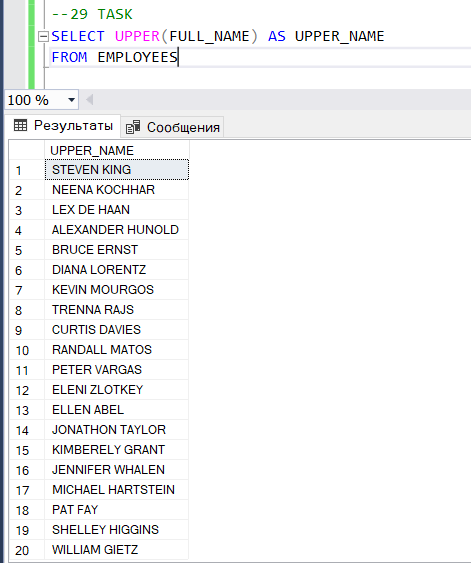 --29 TASK
SELECT UPPER(FULL_NAME) AS UPPER_NAME
FROM EMPLOYEES
100 %
Результаты Сообщения
UPPER_NAME
1 STEVEN KING
2 NEENA KOCHHAR
3 LEX DE HAAN
4 ALEXANDER HUNOLD
5 BRUCE ERNST
6 DIANA LORENTZ
7 KEVIN MOURGOS
8 TRENNA RAJS
9 CURTIS DAVIES
10 RANDALL MATOS
11 PETER VARGAS
12 ELENI ZLOTKEY
13 ELLEN ABEL
14 JONATHON TAYLOR
15 KIMBERELY GRANT
16 JENNIFER WHALEN
17 MICHAEL HARTSTEIN
18 PAT FAY
19 SHELLEY HIGGINS
20 WILLIAM GIETZ